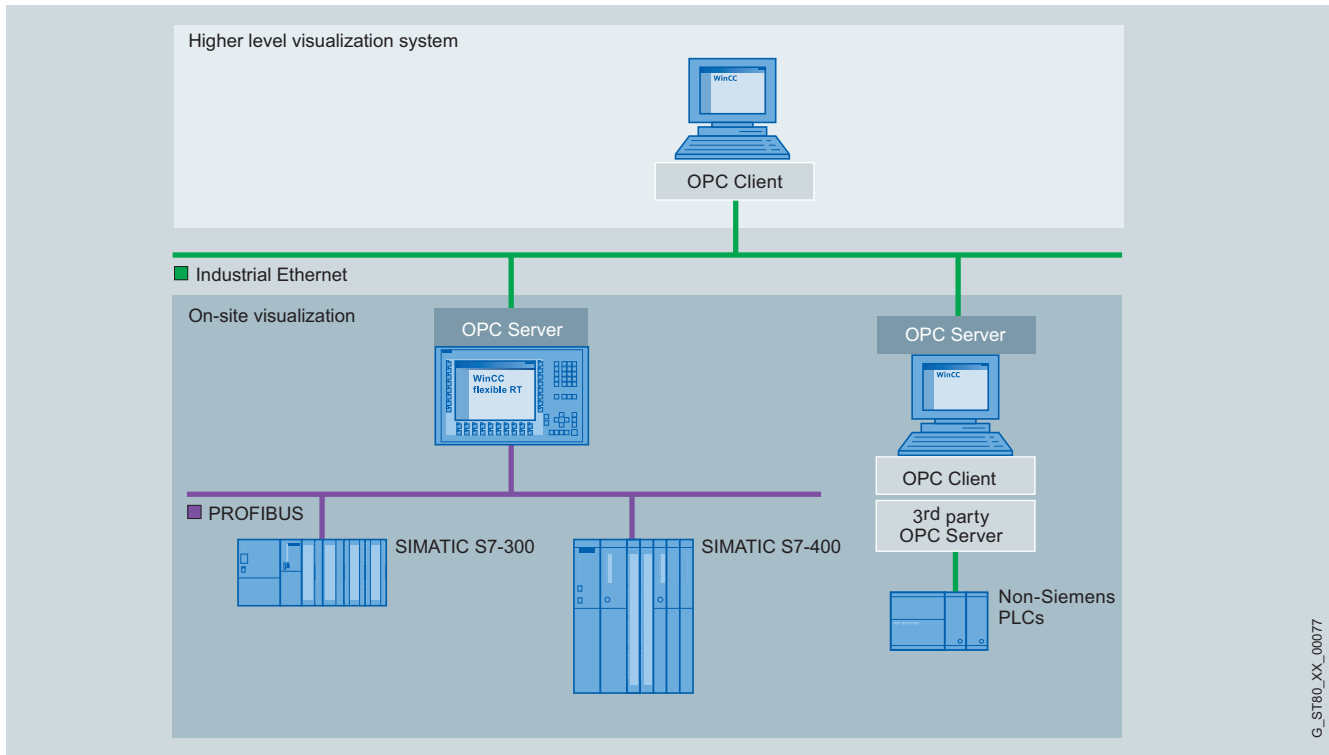 Higher level visualization system
WinCC
OPC Client
Industrial Ethernet
On-site visualization
OPC Server
WinCC
flexible RT
OPC Server
WinCC
OPC Client
3rd party
OPC Server
PROFIBUS
SIMATIC S7-300
SIMATIC S7-400
Non-Siemens
PLCs
G_ST80_XX_00077